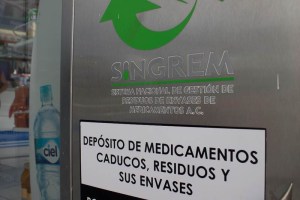 SINGREM
SISTEMA NACIONAL DE GESTIÓN DE
RESIDUOS DE ENVASES DE
MEDICAMENTOS A.C.
ciel
DEPÓSITO DE MEDICAMENTOS
CADUCOS, RESIDUOS Y
SUS ENVASES